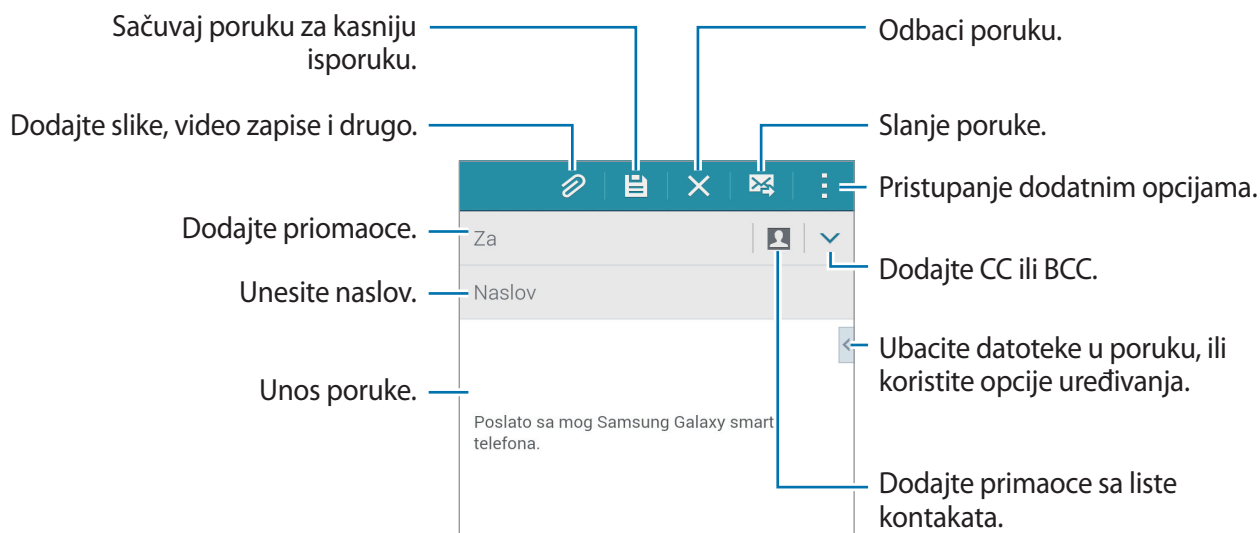 Sačuvaj poruku za kasniju
isporuku.
Odbaci poruku.
Dodajte slike, video zapise i drugo.
Slanje poruke.
Pristupanje dodatnim opcijama.
Dodajte priomaoce.
Za
Dodajte CC ili BCC.
Unesite naslov.
Naslov
Ubacite datoteke u poruku, ili
koristite opcije uređivanja.
Unos poruke.
Poslato sa mog Samsung Galaxy smart
telefona.
Dodajte primaoce sa liste
kontakata.